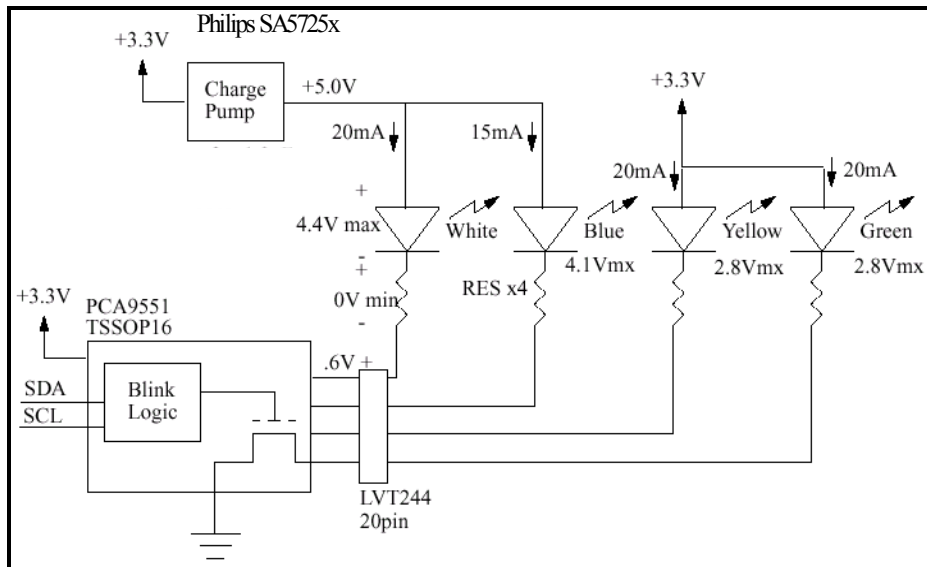 Philips SA5725x
+3.3V
Charge
Pump
+5.0V
+3.3V
20mA
15mA
20mA
20mA
+
4.4V max
-
White
Blue
4.1Vmx
Yellow
2.8Vmx
Green
2.8Vmx
+
0V min
-
RES x4
+3.3V
PCA9551
TSSOP16
.6V +
SDA
SCL
Blink
Logic
LVT244
20pin